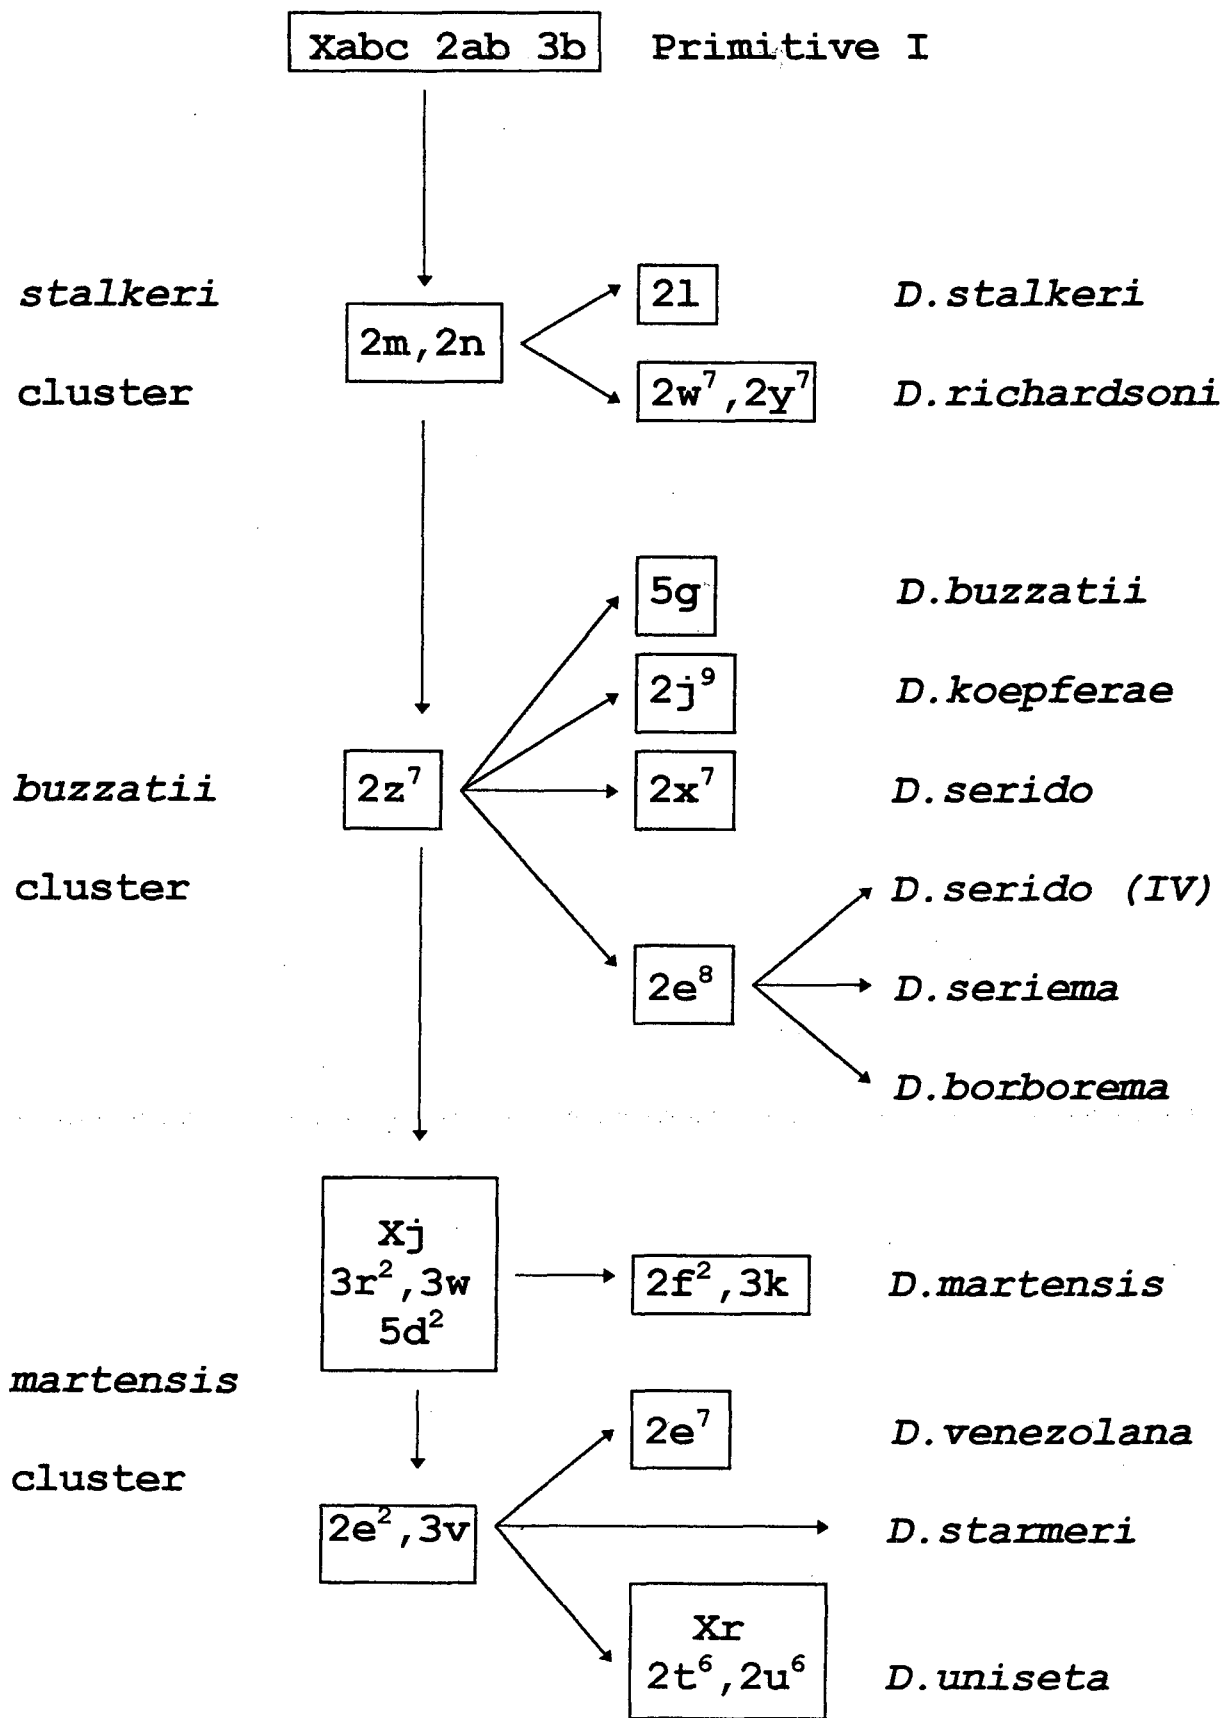 Xabc 2ab 3b Primitive I
stalkeri
cluster
2m,2n
2l D.stalkeri
2w⁷,2y⁷ D.richardsoni
5g D.buzzatii
2j⁹ D.koepferae
buzzatii
cluster
2z⁷
2x⁷ D.serido
D.serido (IV)
2e⁸ D.seriema
D.borborema
Xj
3r²,3w
5d²
2f²,3k D.martensis
martensis
cluster
2e⁷ D.venezolana
2e²,3v D.starmeri
Xr
2t⁶,2u⁶ D.uniseta